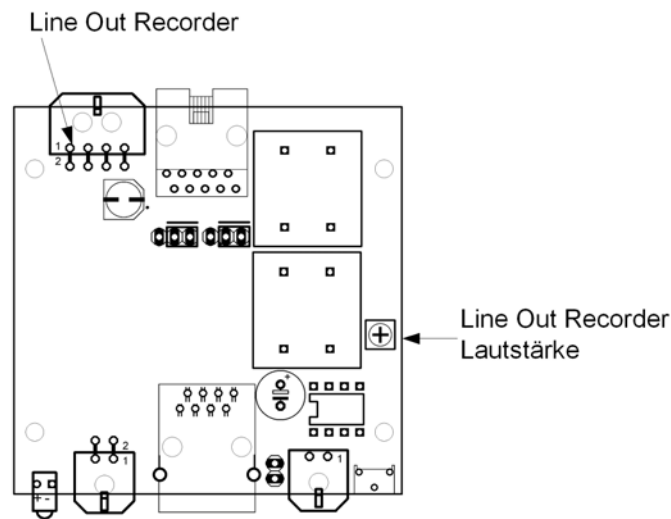 Line Out Recorder
1
2
Line Out Recorder
Lautstärke
+
2
1
1
+ -